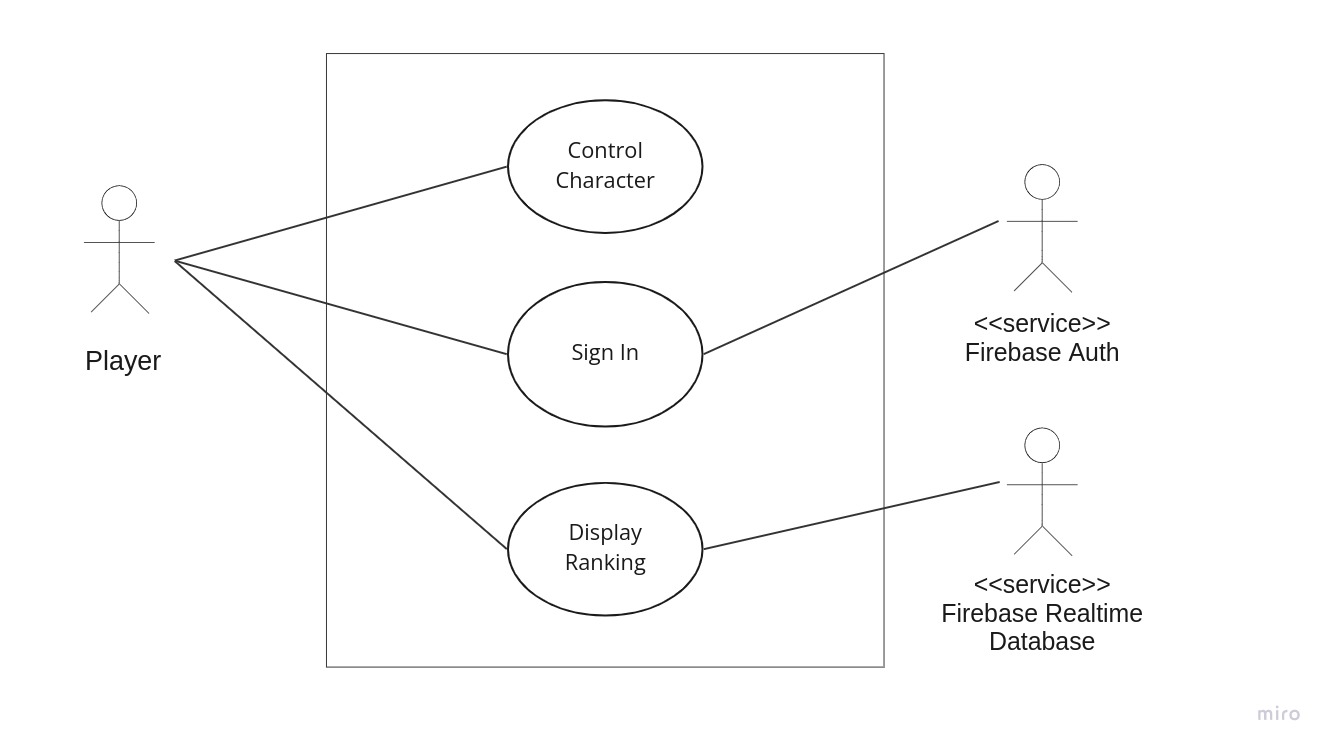 Control
Character
Sign In
Display
Ranking
Player
<<service>>
Firebase Auth
<<service>>
Firebase Realtime
Database
miro